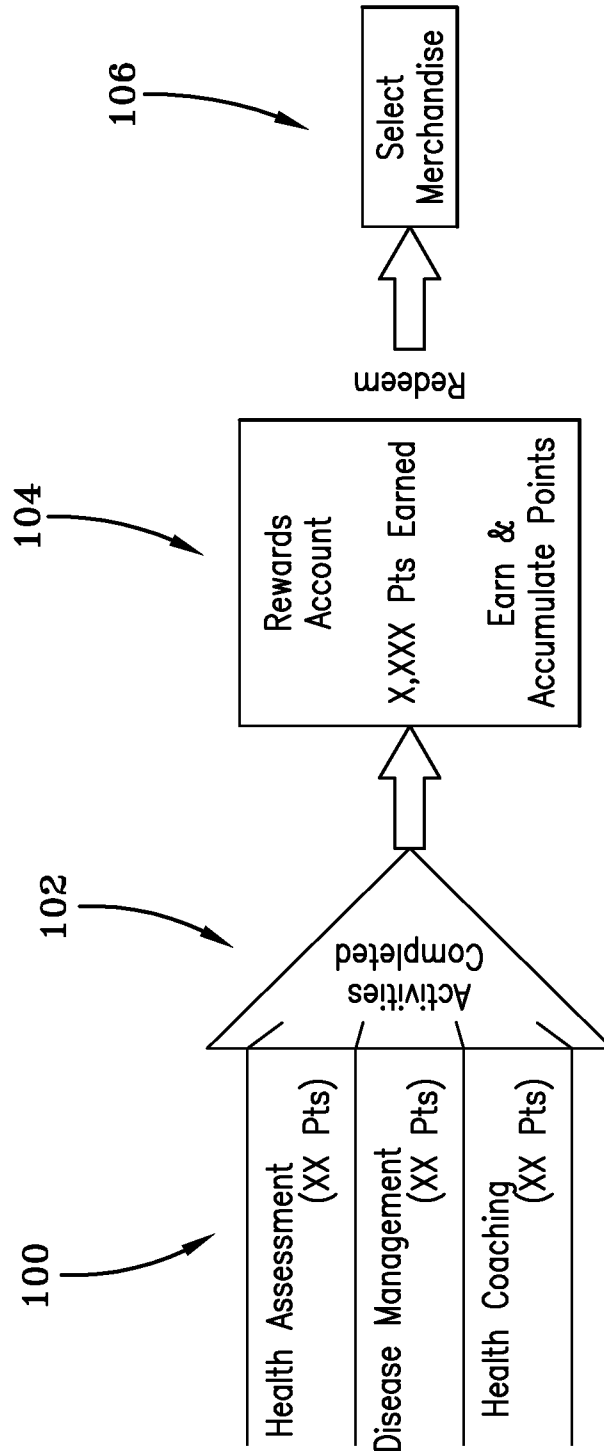 100
Health Assessment
(XX Pts)
Disease Management
(XX Pts)
Health Coaching
(XX Pts)
102
Activities
Completed
104
Rewards
Account
X,XXX Pts Earned
Earn &
Accumulate Points
Redeem
106
Select
Merchandise